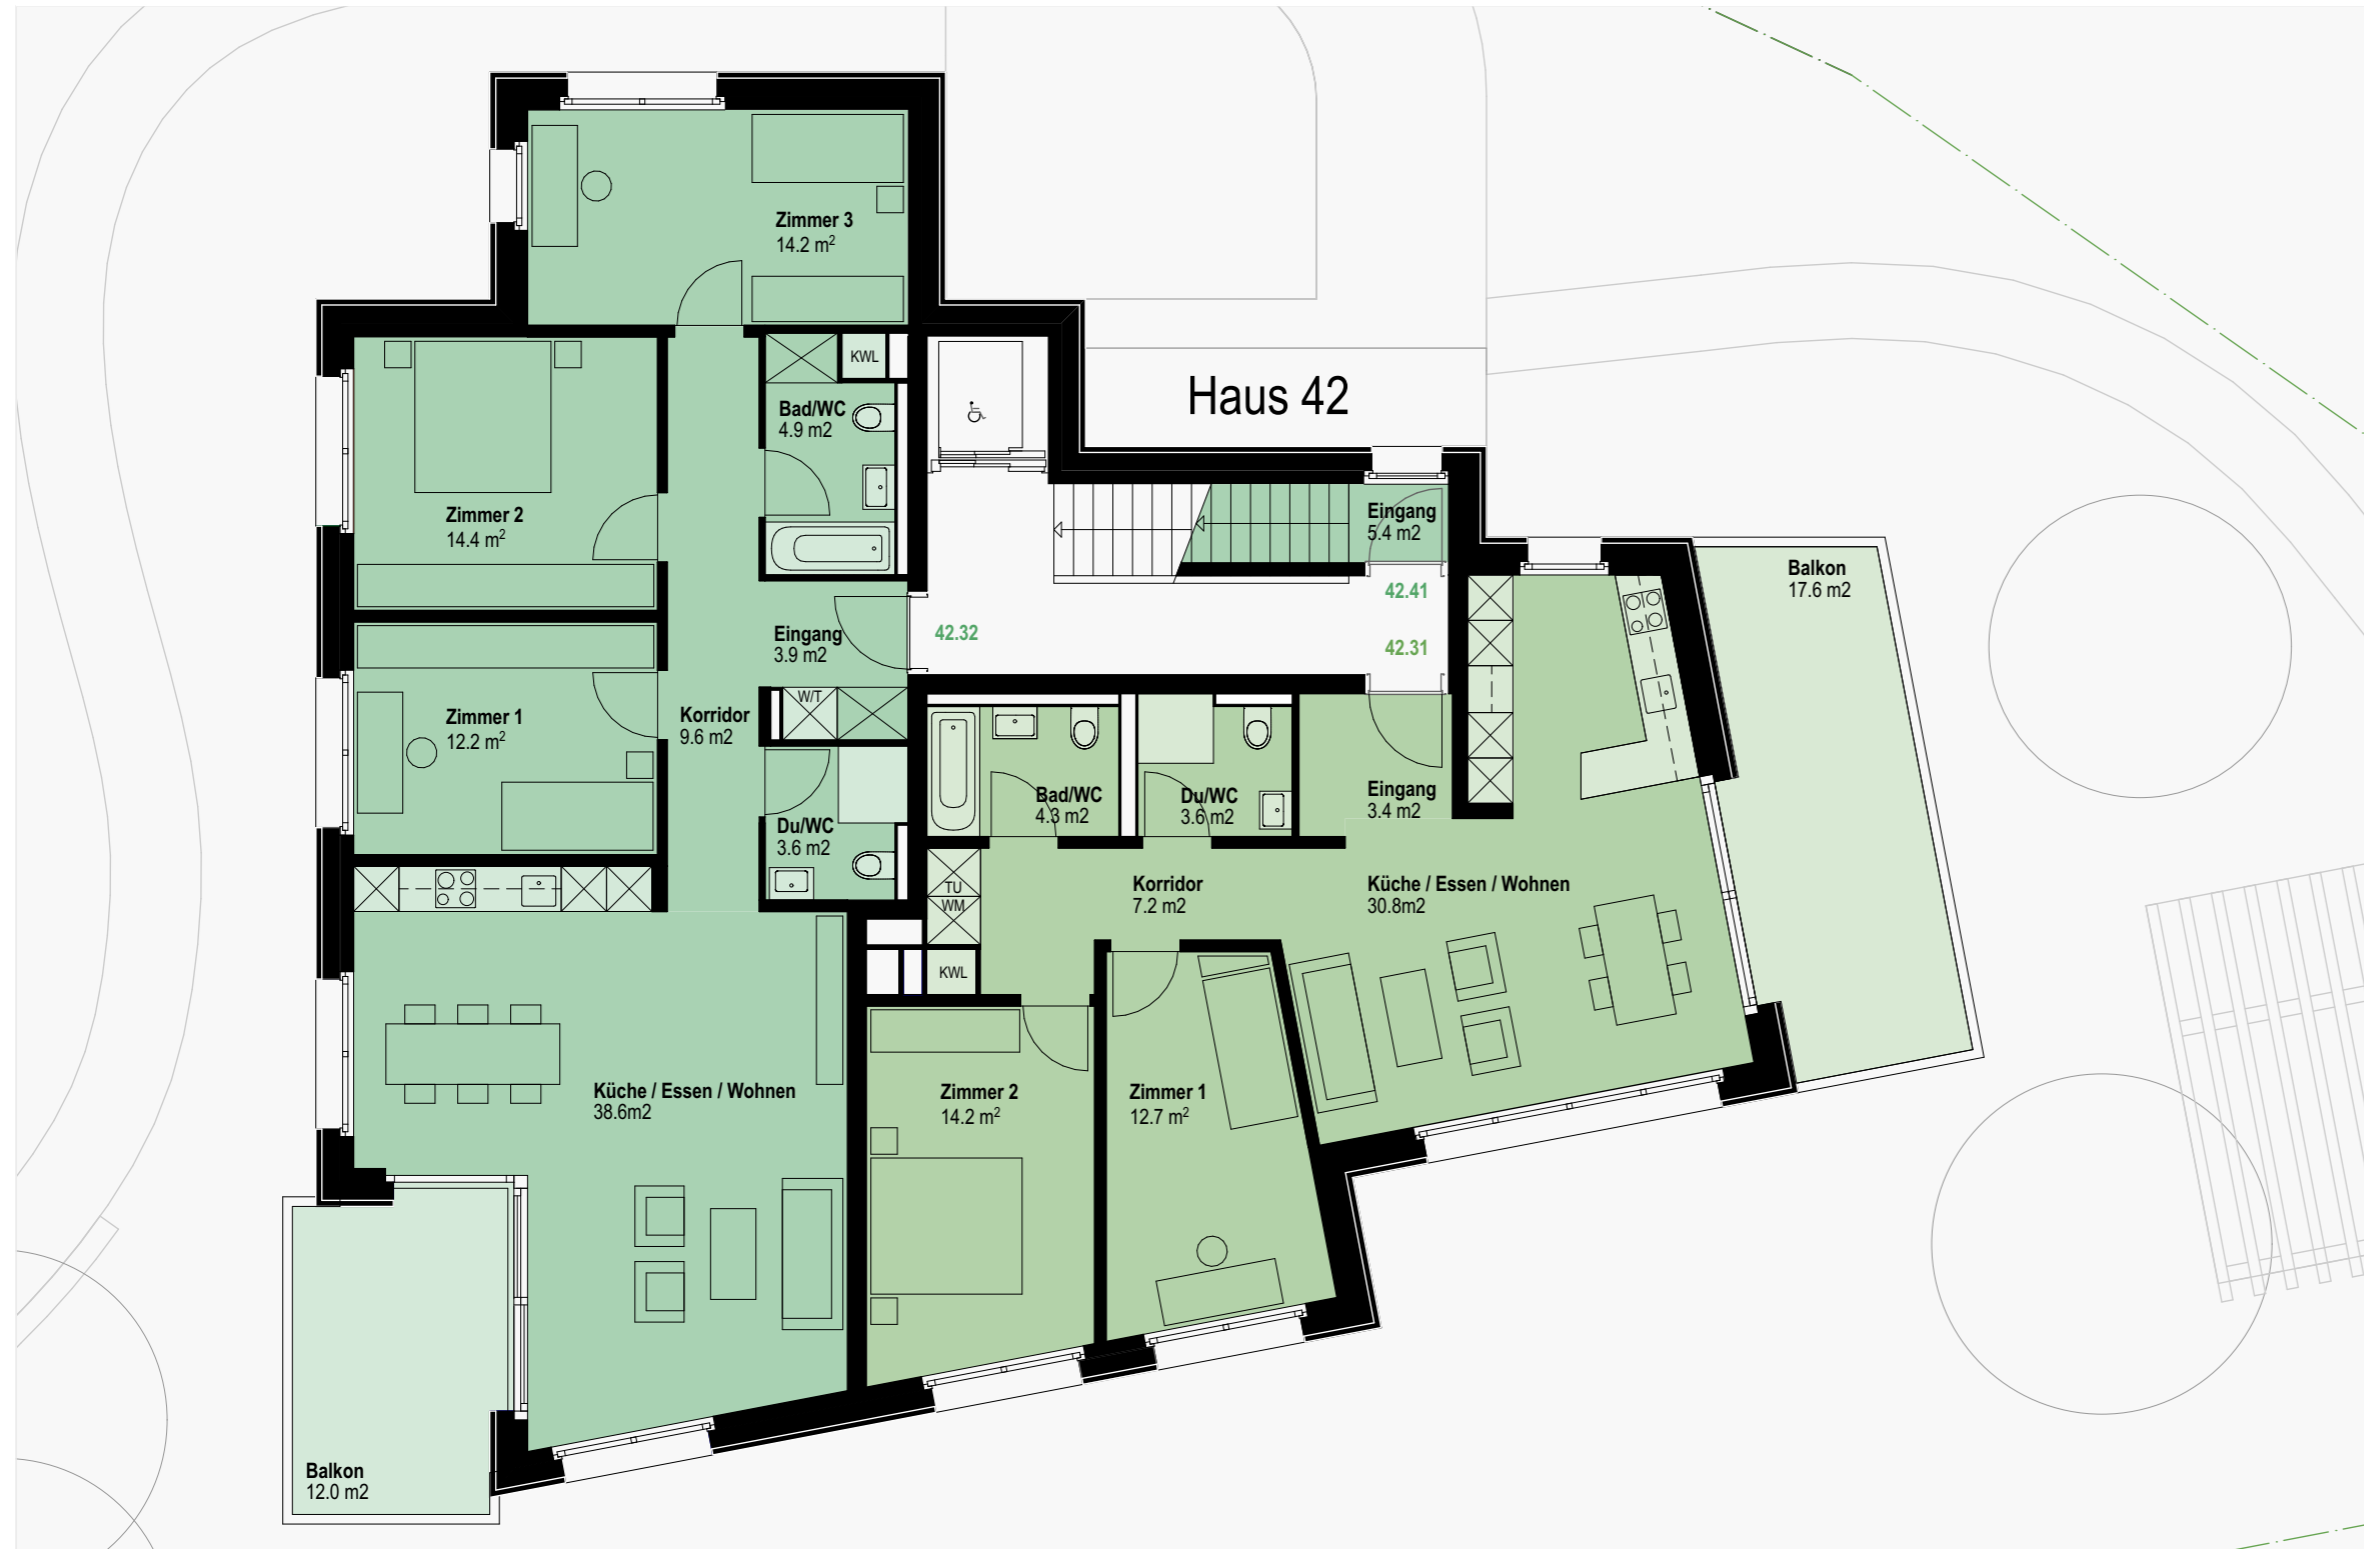 Zimmer 3
14.2 m²
KWL
Bad/WC
4.9 m2
Haus 42
Zimmer 2
14.4 m²
Eingang
5.4 m2
Balkon
17.6 m2
42.41
42.32
42.31
Eingang
3.9 m2
W/T
Zimmer 1
12.2 m²
Korridor
9.6 m2
Bad/WC
4.3 m2
Du/WC
3.6 m2
Eingang
3.4 m2
Du/WC
3.6 m2
TU
WM
Korridor
7.2 m2
Küche / Essen / Wohnen
30.8m2
KWL
Küche / Essen / Wohnen
38.6m2
Zimmer 2
14.2 m²
Zimmer 1
12.7 m²
Balkon
12.0 m2